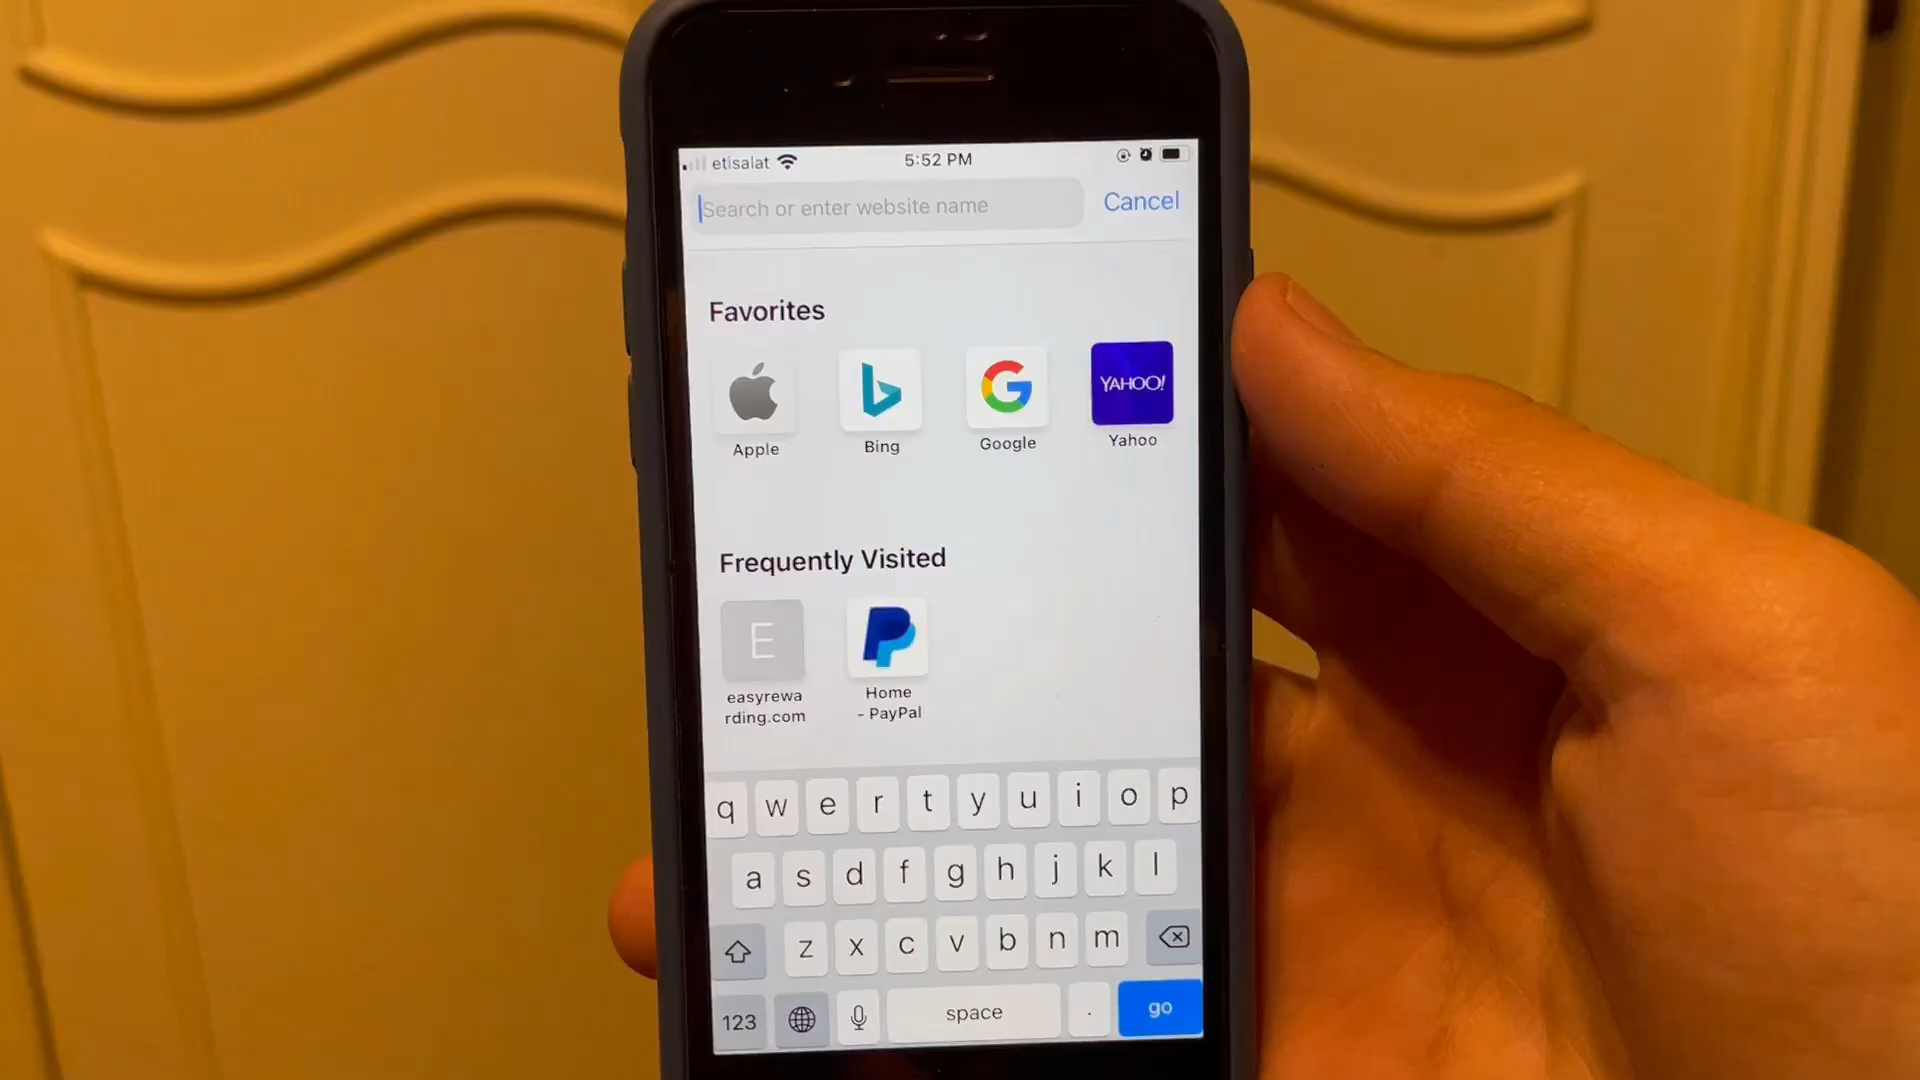 etisalat 5:52 PM
Search or enter website name Cancel
Favorites
YAHOO!
Apple Bing Google Yahoo
Frequently Visited
E
easyrewa
rding.com
Home
- PayPal
q w e r t y u i o p
a s d f g h j k l
z x c v b n m
123 space . go